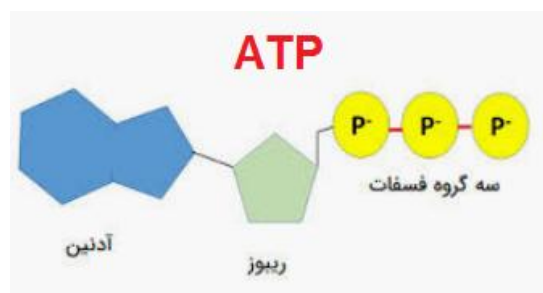 ATP
P- P- P-
سه گروه فسفات
آدنین
ریبوز